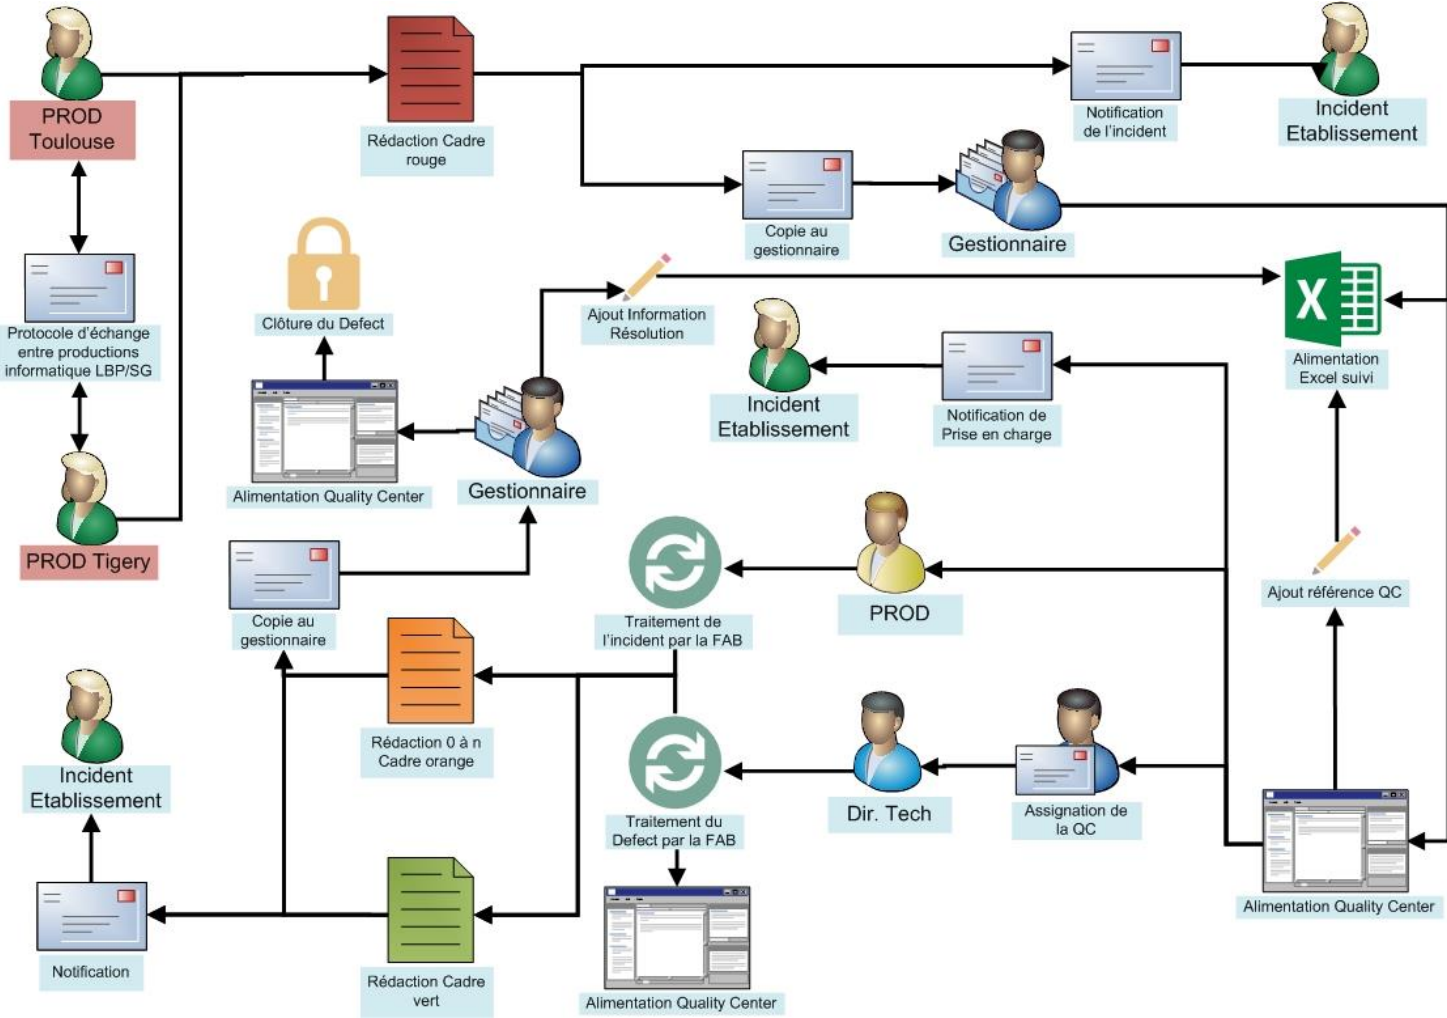 PROD
Toulouse
Rédaction Cadre
rouge
Notification
de l'incident
Incident
Etablissement
Copie au
gestionnaire
Gestionnaire
Protocole d'échange
entre productions
informatique LBP/SG
Clôture du Defect
Ajout Information
Résolution
X
Alimentation
Excel suivi
Incident
Etablissement
Notification de
Prise en charge
Alimentation Quality Center
Gestionnaire
PROD Tigery
Copie au
gestionnaire
Traitement de
l'incident par la FAB
PROD
Ajout référence QC
Rédaction 0 à n
Cadre orange
Incident
Etablissement
Traitement du
Defect par la FAB
Dir. Tech
Assignation de
la QC
Alimentation Quality Center
Notification
Rédaction Cadre
vert
Alimentation Quality Center